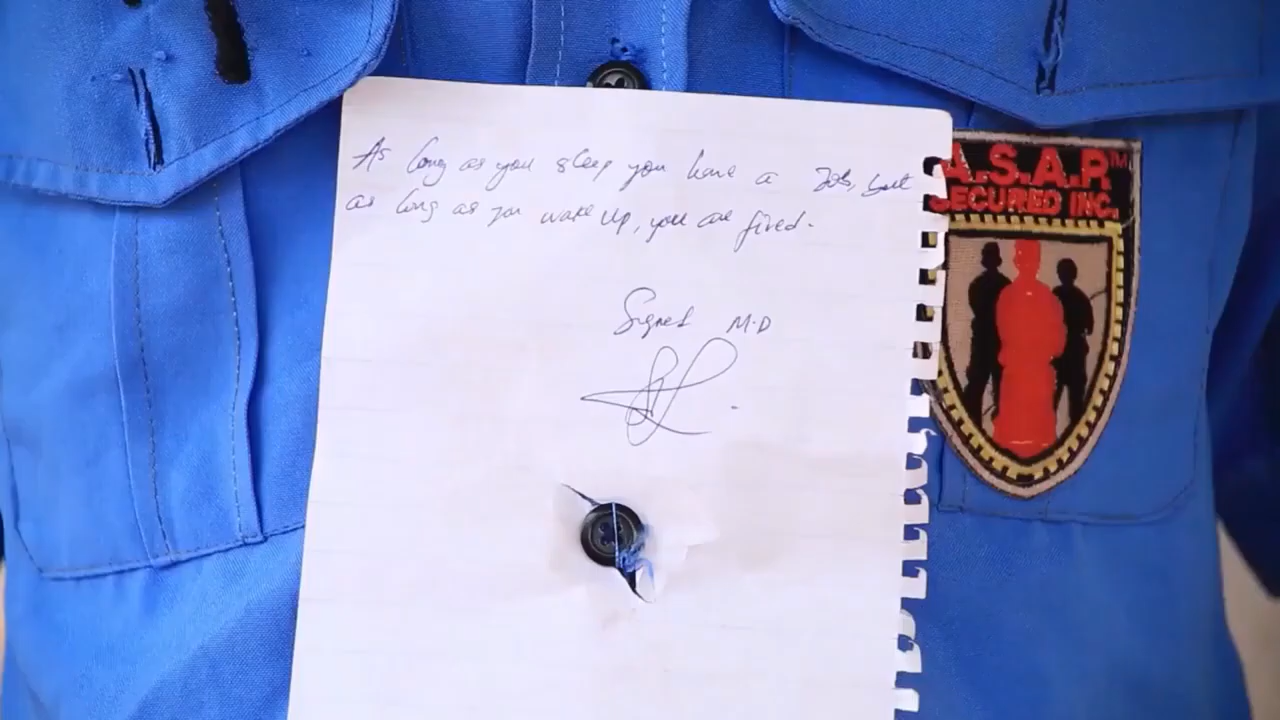 As long as you sleep you have a Job, but
as long as you wake up, you are fired.
Signed M.D
A.S.A.P.™
SECURED INC.